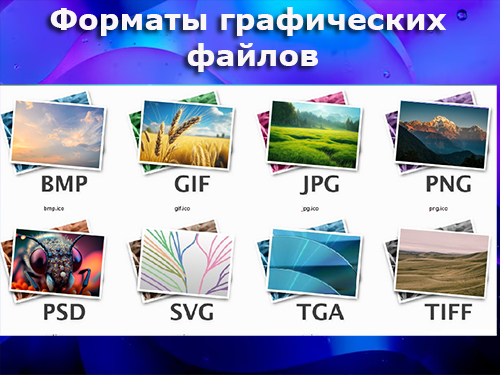 Форматы графических
файлов
BMP GIF JPG PNG
bmp.ico gif.ico jpg.ico png.ico
PSD SVG TGA TIFF